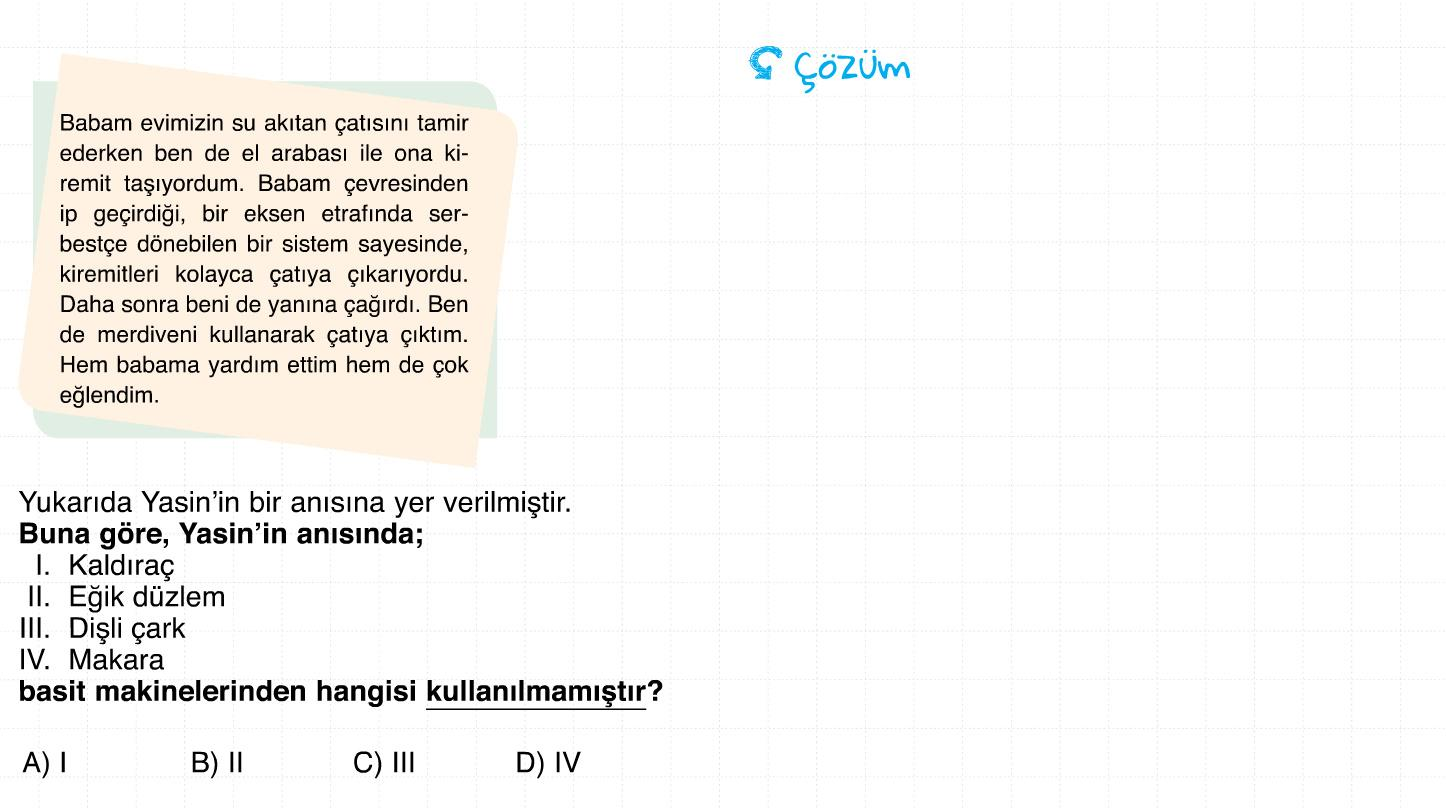 Çözüm
Babam evimizin su akıtan çatısını tamir
ederken ben de el arabası ile ona ki-
remit taşıyordum. Babam çevresinden
ip geçirdiği, bir eksen etrafında ser-
bestçe dönebilen bir sistem sayesinde,
kiremitleri kolayca çatıya çıkarıyordu.
Daha sonra beni de yanına çağırdı. Ben
de merdiveni kullanarak çatıya çıktım.
Hem babama yardım ettim hem de çok
eğlendim.
Yukarıda Yasin’in bir anısına yer verilmiştir.
Buna göre, Yasin’in anısında;
I. Kaldıraç
II. Eğik düzlem
III. Dişli çark
IV. Makara
basit makinelerinden hangisi kullanılmamıştır?
A) I B) II C) III D) IV